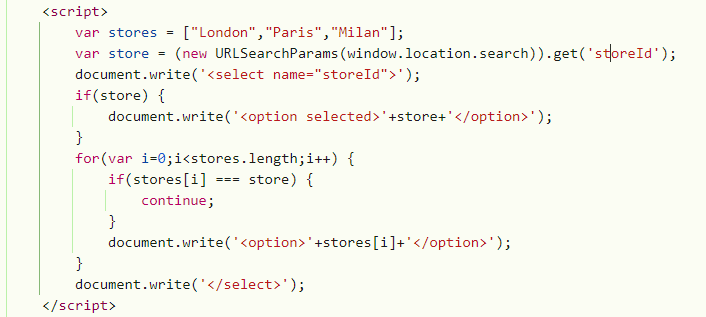 <script>
var stores = ["London","Paris","Milan"];
var store = (new URLSearchParams(window.location.search)).get('storeId');
document.write('<select name="storeId">');
if(store) {
document.write('<option selected>'+store+'</option>');
}
for(var i=0;i<stores.length;i++) {
if(stores[i] === store) {
continue;
}
document.write('<option>'+stores[i]+'</option>');
}
document.write('</select>');
</script>